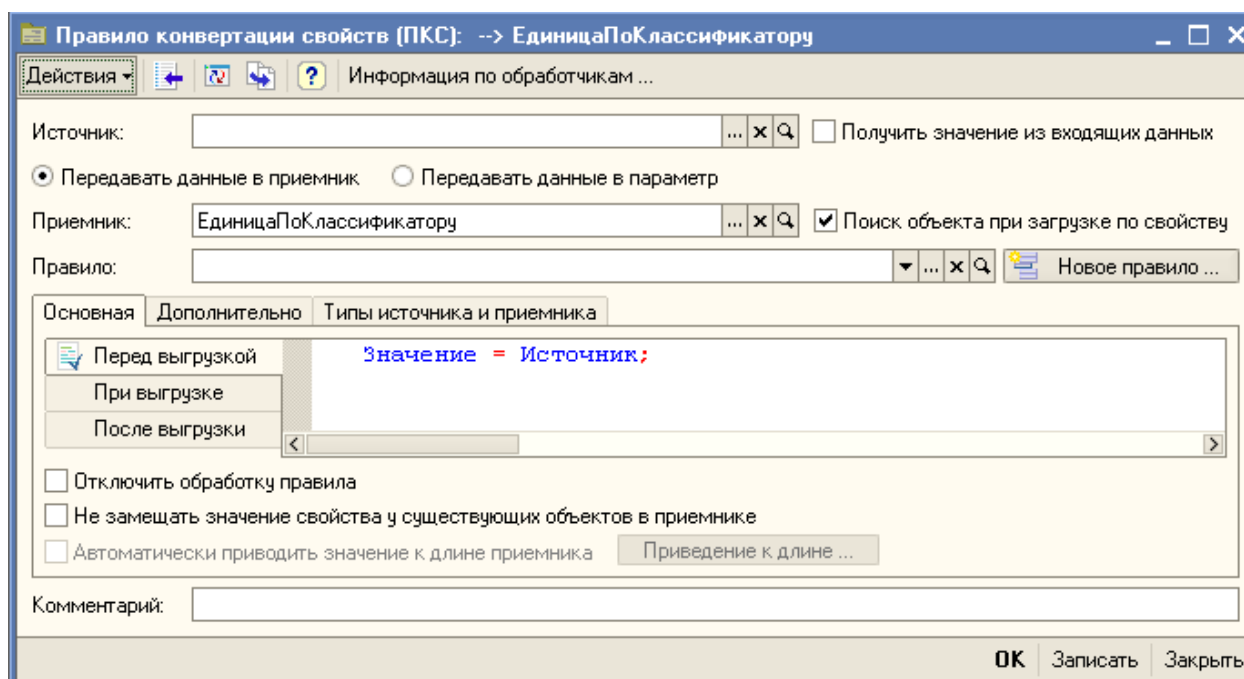 Правило конвертации свойств (ПКС): --> ЕдиницаПоКлассификатору
Действия Информация по обработчикам ...
Источник: ... Получить значение из входящих данных
Передавать данные в приемник Передавать данные в параметр
Приемник: ЕдиницаПоКлассификатору ... Поиск объекта при загрузке по свойству
Правило: ... Новое правило ...
Основная Дополнительно Типы источника и приемника
Перед выгрузкой Значение = Источник;
При выгрузке
После выгрузки
Отключить обработку правила
Не замещать значение свойства у существующих объектов в приемнике
Автоматически приводить значение к длине приемника Приведение к длине ...
Комментарий:
OK Записать Закрыть